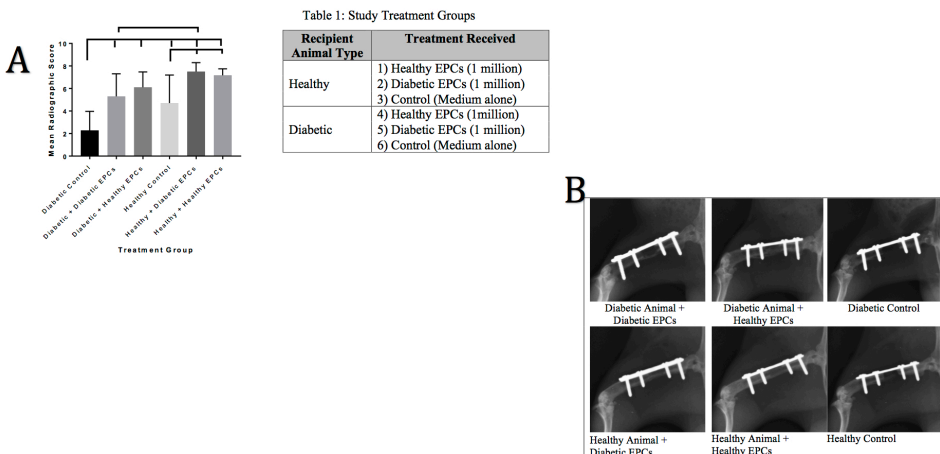 A
Mean Radiographic Score
10
8
6
4
2
0
Diabetic Control
Diabetic + Diabetic EPCs
Diabetic + Healthy EPCs
Healthy Control
Healthy + Diabetic EPCs
Healthy + Healthy EPCs
Treatment Group
Table 1: Study Treatment Groups
Recipient
Animal Type
Treatment Received
Healthy
1) Healthy EPCs (1 million)
2) Diabetic EPCs (1 million)
3) Control (Medium alone)
Diabetic
4) Healthy EPCs (1million)
5) Diabetic EPCs (1 million)
6) Control (Medium alone)
B
Diabetic Animal +
Diabetic EPCs
Diabetic Animal +
Healthy EPCs
Diabetic Control
Healthy Animal +
Diabetic EPCs
Healthy Animal +
Healthy EPCs
Healthy Control